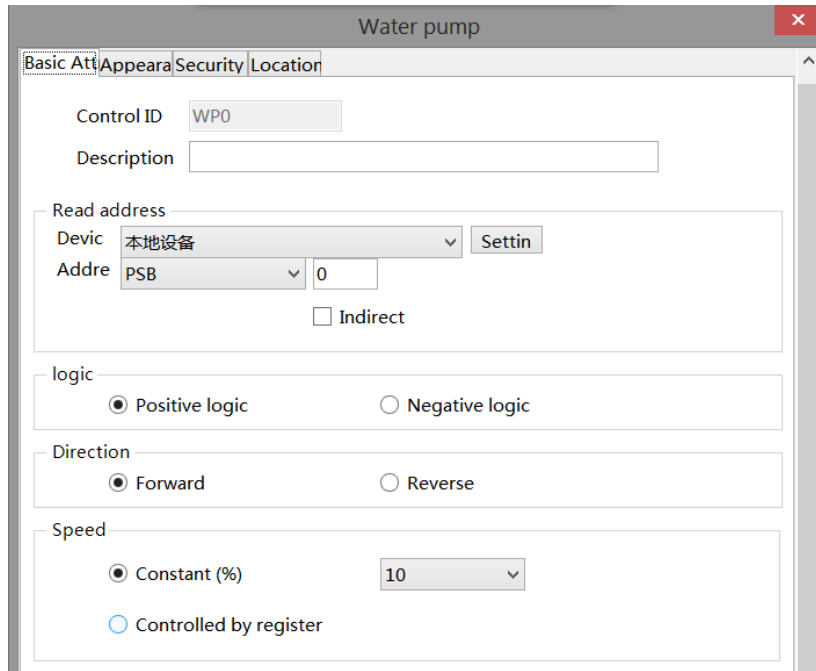 Water pump
Basic Att Appeara Security Location
Control ID WP0
Description
Read address
Devic 本地设备 Settin
Addre PSB 0
Indirect
logic
Positive logic Negative logic
Direction
Forward Reverse
Speed
Constant (%) 10
Controlled by register